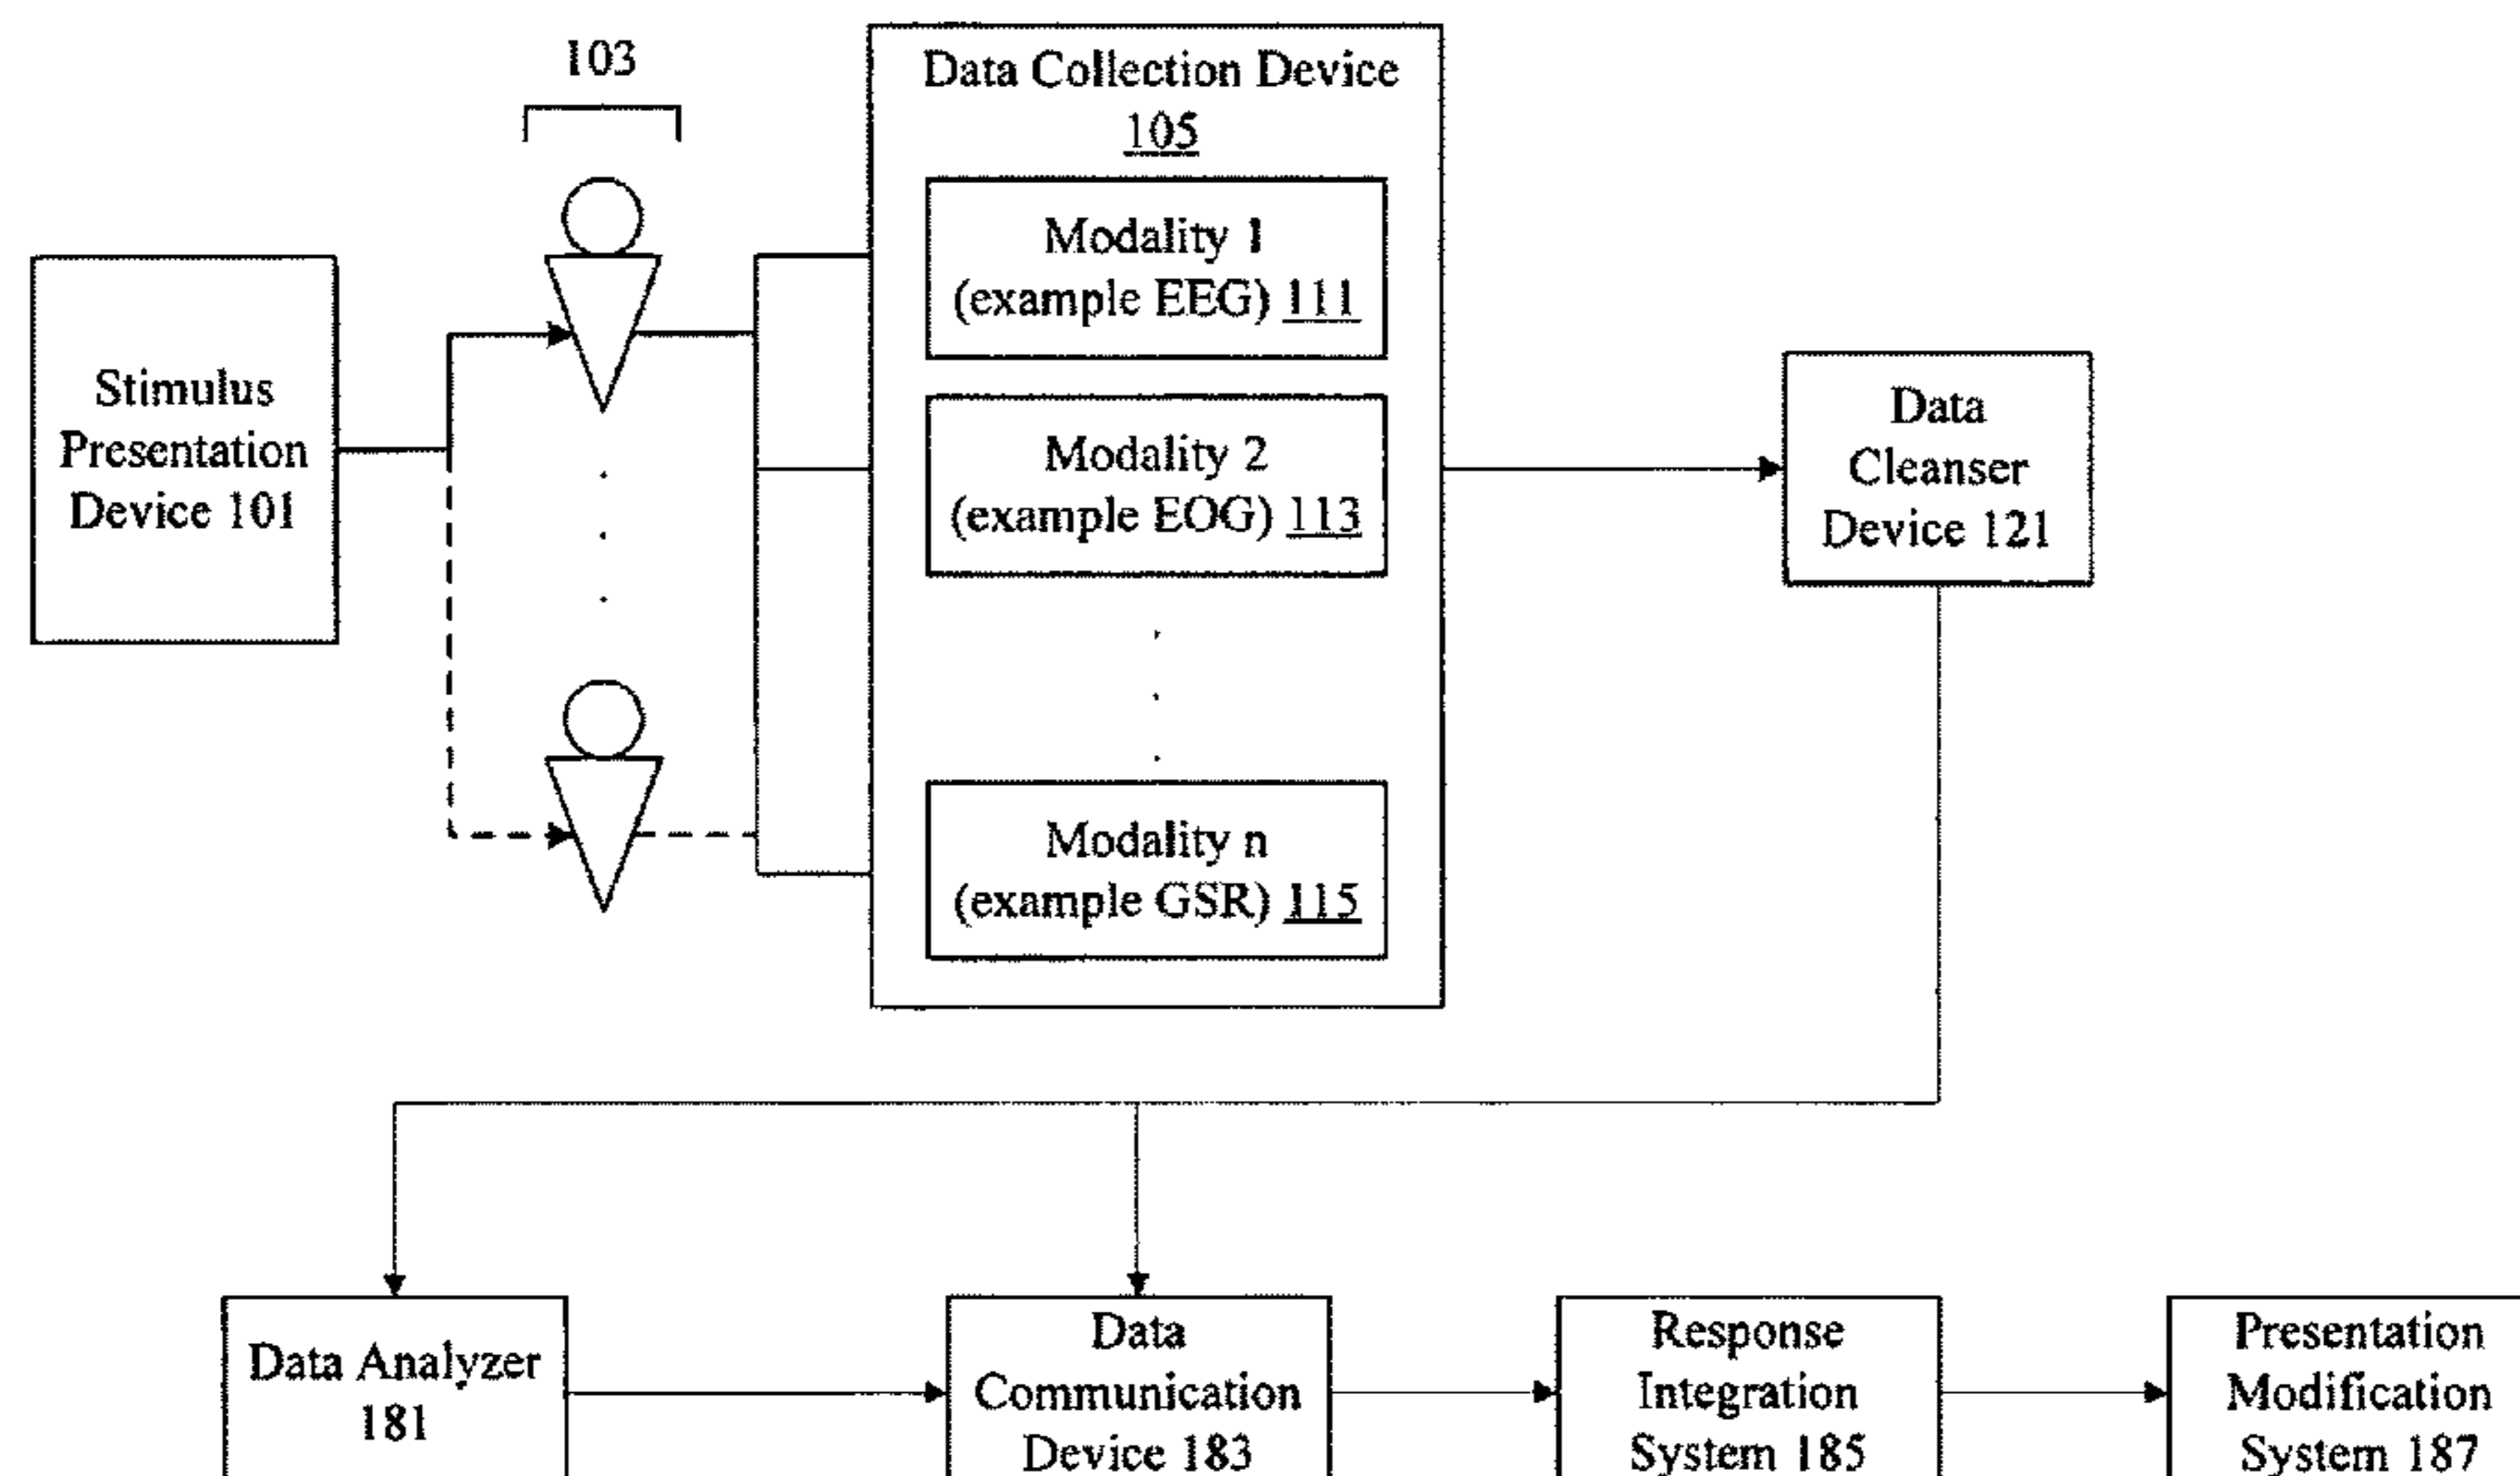 103
Data Collection Device
105
Modality 1
(example EEG) 111
Stimulus
Presentation
Device 101
Modality 2
(example EOG) 113
Data
Cleanser
Device 121
Modality n
(example GSR) 115
Data Analyzer
181
Data
Communication
Device 183
Response
Integration
System 185
Presentation
Modification
System 187